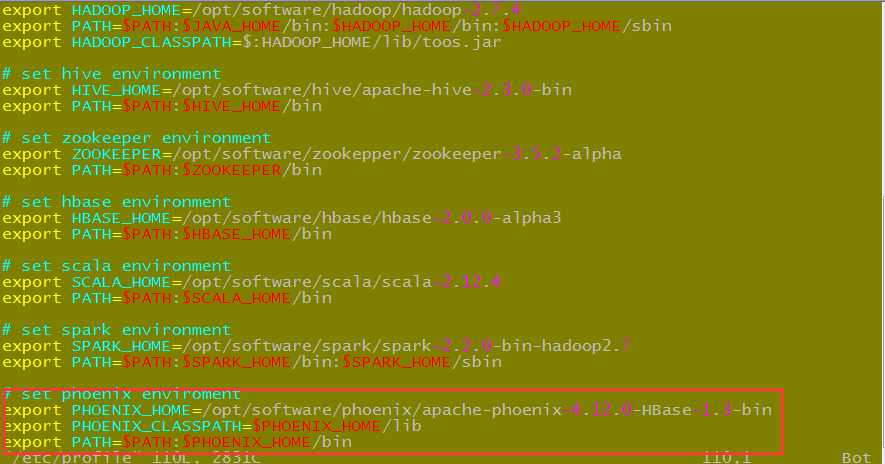 export HADOOP_HOME=/opt/software/hadoop/hadoop-2.7.4
export PATH=$PATH:$JAVA_HOME/bin:$HADOOP_HOME/bin:$HADOOP_HOME/sbin
export HADOOP_CLASSPATH=$:HADOOP_HOME/lib/toos.jar
# set hive environment
export HIVE_HOME=/opt/software/hive/apache-hive-2.3.0-bin
export PATH=$PATH:$HIVE_HOME/bin
# set zookeeper environment
export ZOOKEEPER=/opt/software/zookepper/zookeeper-3.5.2-alpha
export PATH=$PATH:$ZOOKEEPER/bin
# set hbase environment
export HBASE_HOME=/opt/software/hbase/hbase-2.0.0-alpha3
export PATH=$PATH:$HBASE_HOME/bin
# set scala environment
export SCALA_HOME=/opt/software/scala/scala-2.12.4
export PATH=$PATH:$SCALA_HOME/bin
# set spark environment
export SPARK_HOME=/opt/software/spark/spark-2.2.0-bin-hadoop2.7
export PATH=$PATH:$SPARK_HOME/bin:$SPARK_HOME/sbin
# set phoenix enviroment
export PHOENIX_HOME=/opt/software/phoenix/apache-phoenix-4.12.0-HBase-1.3-bin
export PHOENIX_CLASSPATH=$PHOENIX_HOME/lib
export PATH=$PATH:$PHOENIX_HOME/bin
"/etc/profile" 110L, 2831C 110,1 Bot